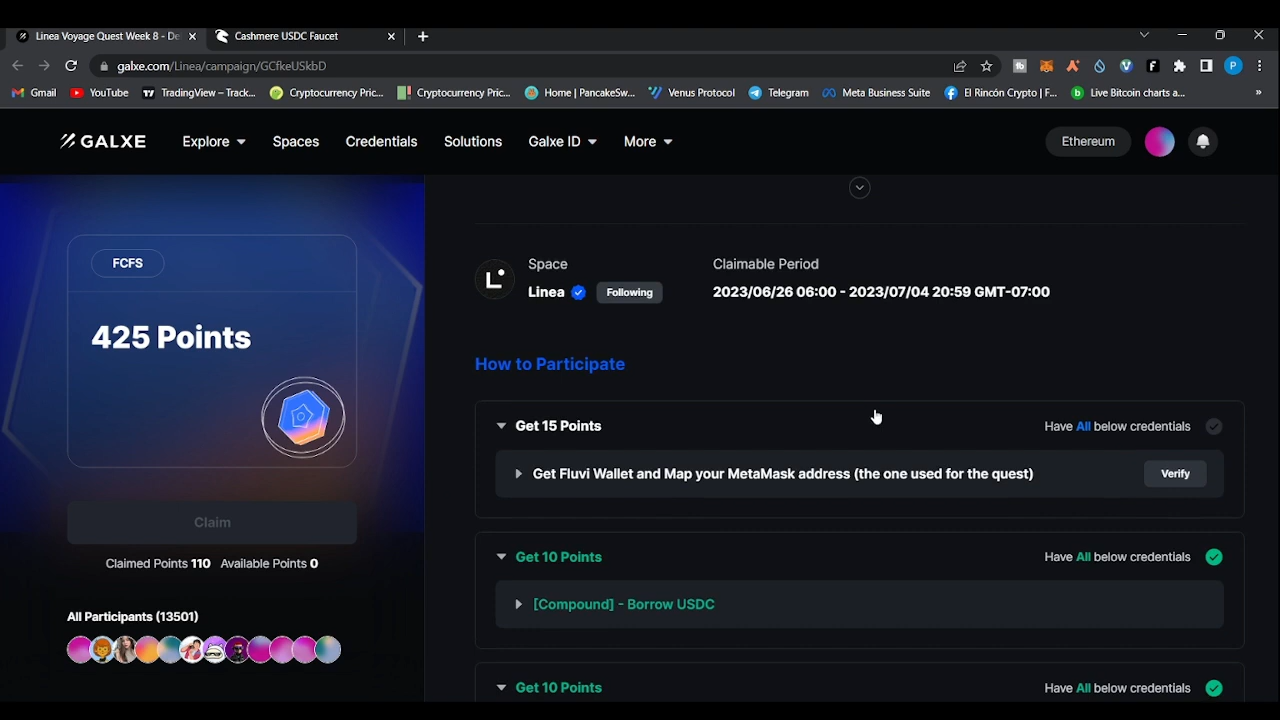 Linea Voyage Quest Week 8 - De
Cashmere USDC Faucet
galxe.com/Linea/campaign/GCfkeUSkbD
Gmail
YouTube
TradingView – Track...
Cryptocurrency Pric...
Cryptocurrency Pric...
Home | PancakeSw...
Venus Protocol
Telegram
Meta Business Suite
El Rincón Crypto | F...
Live Bitcoin charts a...
»
GALXE
Explore
Spaces
Credentials
Solutions
Galxe ID
More
Ethereum
FCFS
425 Points
Claim
Claimed Points 110 Available Points 0
All Participants (13501)
Space
Linea
Following
Claimable Period
2023/06/26 06:00 - 2023/07/04 20:59 GMT-07:00
How to Participate
Get 15 Points
Have All below credentials
Get Fluvi Wallet and Map your MetaMask address (the one used for the quest)
Verify
Get 10 Points
Have All below credentials
[Compound] - Borrow USDC
Get 10 Points
Have All below credentials